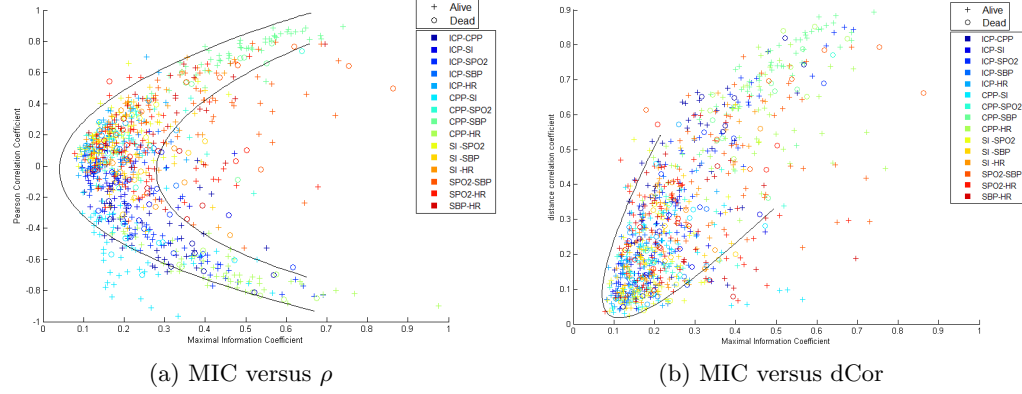 + Alive
o Dead
ICP-CPP
ICP-SI
ICP-SPO2
ICP-SBP
ICP-HR
CPP-SI
CPP-SPO2
CPP-SBP
CPP-HR
SI-SPO2
SI-SBP
SI-HR
SPO2-SBP
SPO2-HR
SBP-HR
Pearson Correlation Coefficient
1
0.8
0.6
0.4
0.2
0
-0.2
-0.4
-0.6
-0.8
-1
0 0.1 0.2 0.3 0.4 0.5 0.6 0.7 0.8 0.9 1
Maximal Information Coefficient
(a) MIC versus ρ
+ Alive
o Dead
ICP-CPP
ICP-SI
ICP-SPO2
ICP-SBP
ICP-HR
CPP-SI
CPP-SPO2
CPP-SBP
CPP-HR
SI-SPO2
SI-SBP
SI-HR
SPO2-SBP
SPO2-HR
SBP-HR
distance correlation coefficient
0.9
0.8
0.7
0.6
0.5
0.4
0.3
0.2
0.1
0
0 0.1 0.2 0.3 0.4 0.5 0.6 0.7 0.8 0.9 1
Maximal Information Coefficient
(b) MIC versus dCor